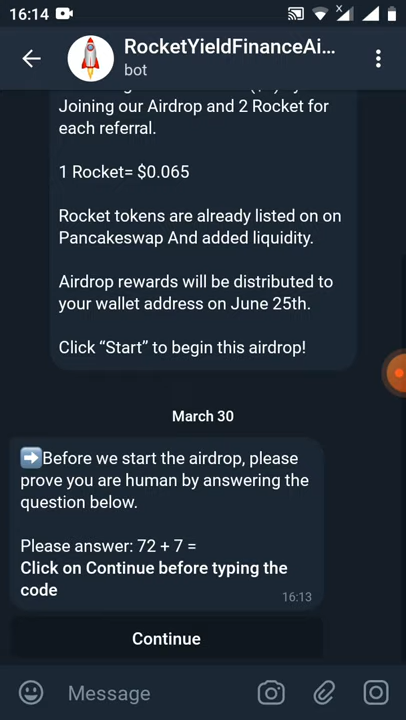 16:14
RocketYieldFinanceAi...
bot
Joining our Airdrop and 2 Rocket for
each referral.
1 Rocket= $0.065
Rocket tokens are already listed on on
Pancakeswap And added liquidity.
Airdrop rewards will be distributed to
your wallet address on June 25th.
Click “Start” to begin this airdrop!
March 30
Before we start the airdrop, please
prove you are human by answering the
question below.
Please answer: 72 + 7 =
Click on Continue before typing the
code
16:13
Continue
Message